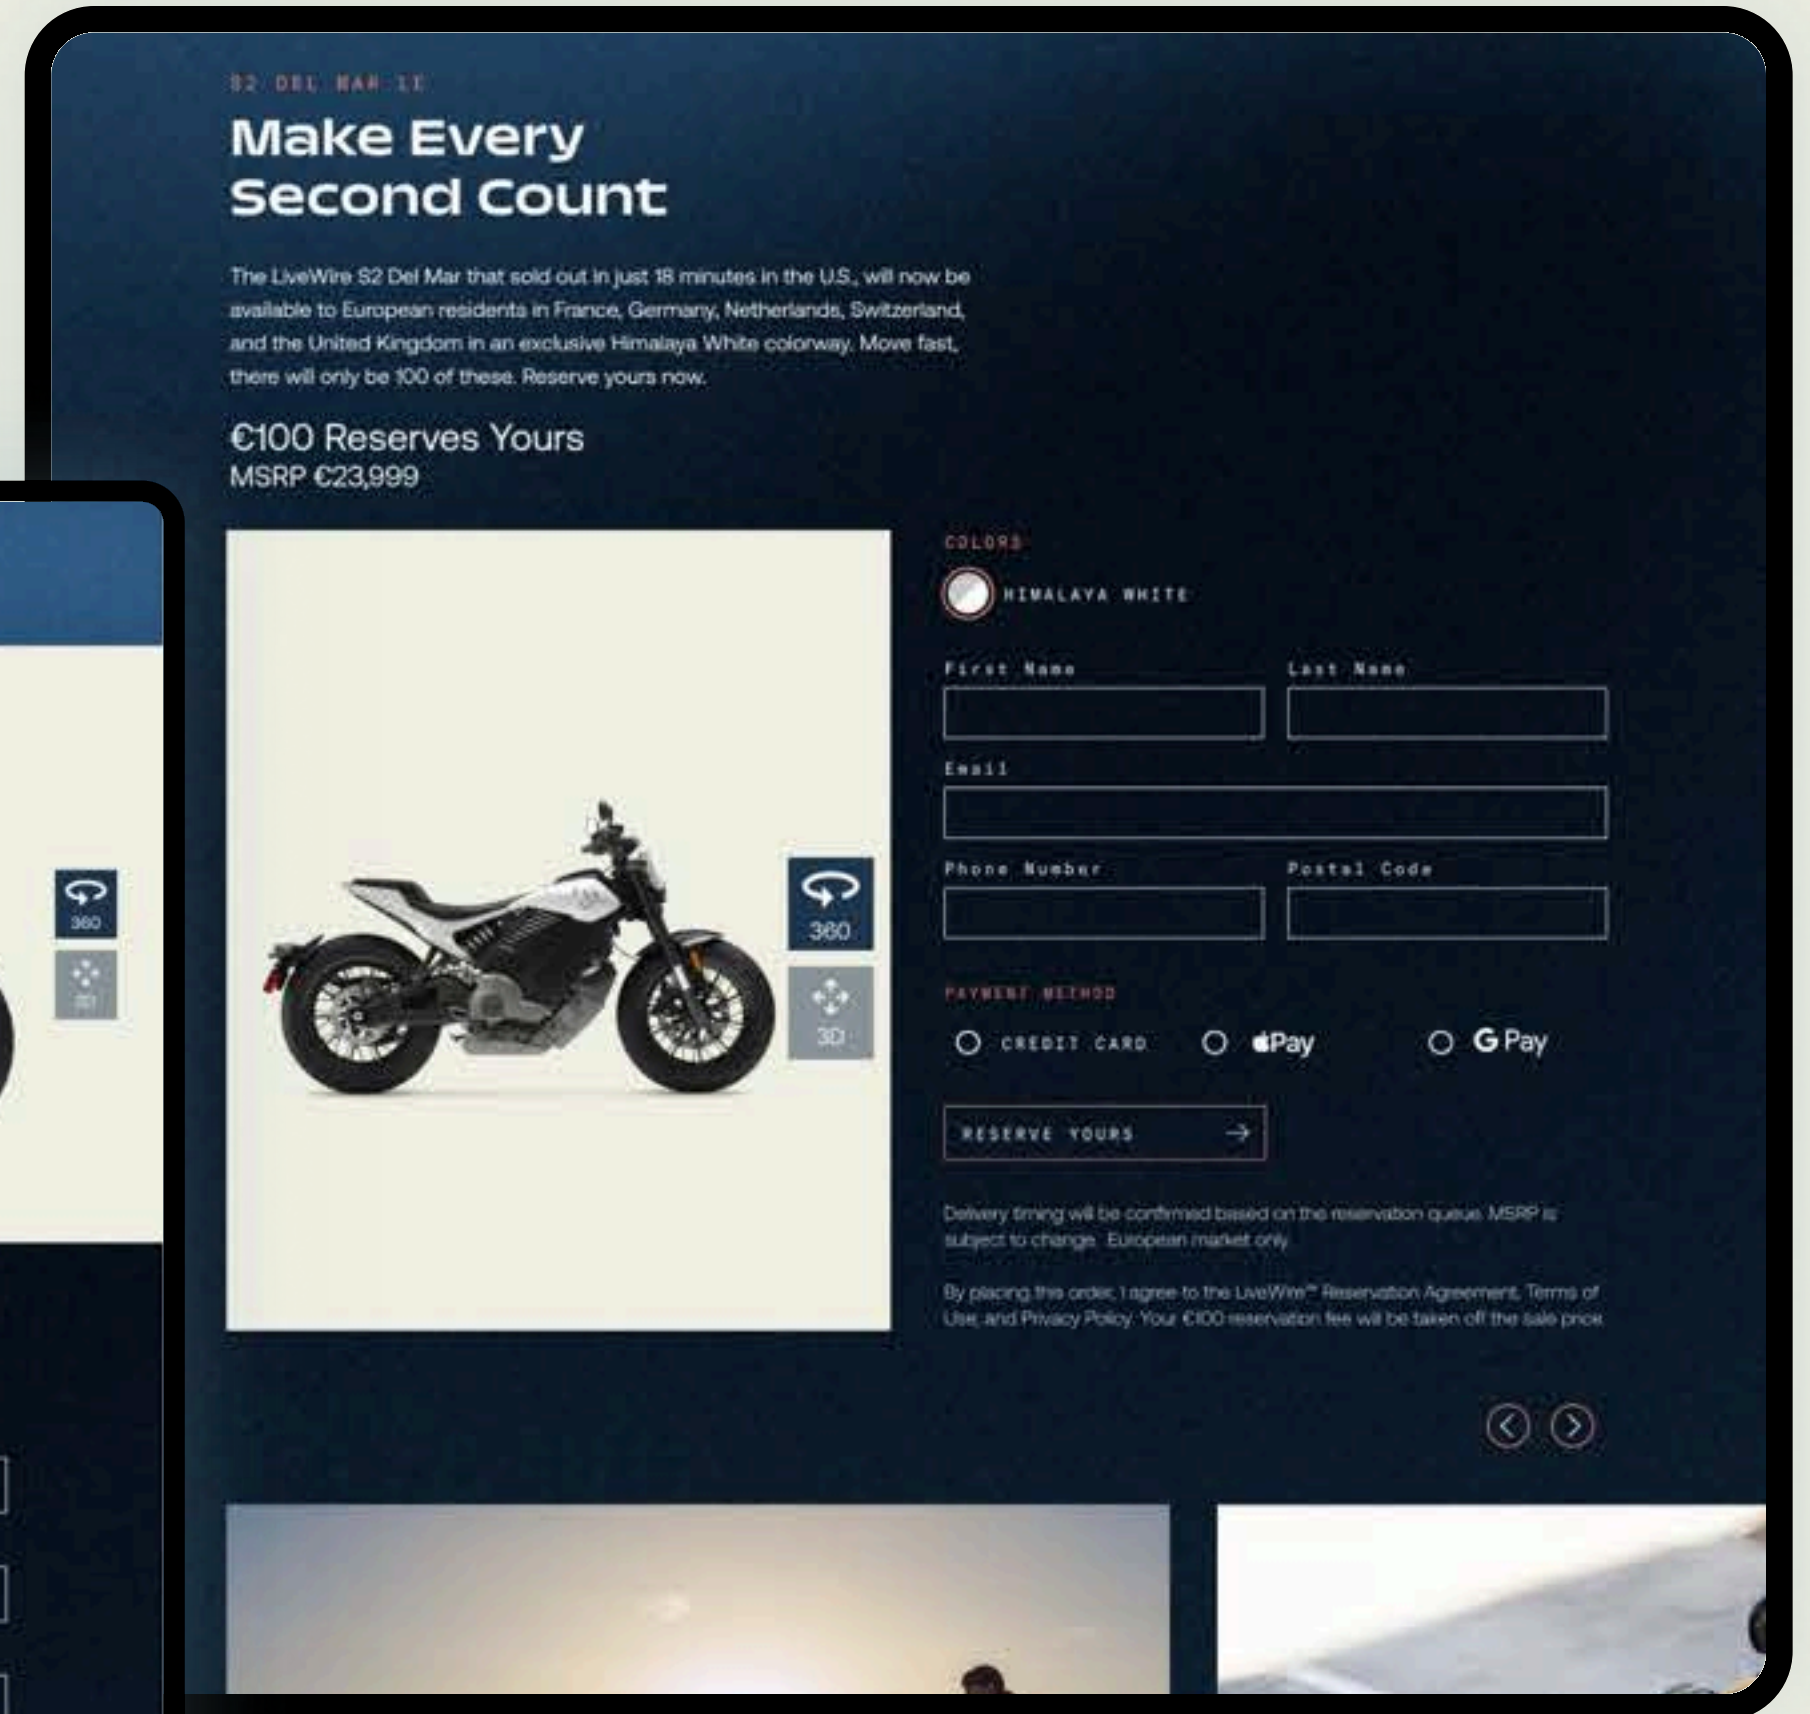 S2 DEL MAR LE
Make Every
Second Count
The LiveWire S2 Del Mar that sold out in just 18 minutes in the U.S., will now be
available to European residents in France, Germany, Netherlands, Switzerland,
and the United Kingdom in an exclusive Himalaya White colorway. Move fast,
there will only be 100 of these. Reserve yours now.
€100 Reserves Yours
MSRP €23,999
COLORS
HIMALAYA WHITE
First Name
Last Name
Email
Phone Number
Postal Code
360
3D
360
3D
PAYMENT METHOD
CREDIT CARD
Pay
G Pay
RESERVE YOURS
Delivery timing will be confirmed based on the reservation queue. MSRP is
subject to change. European market only.
By placing this order, I agree to the LiveWire™ Reservation Agreement, Terms of
Use, and Privacy Policy. Your €100 reservation fee will be taken off the sale price.